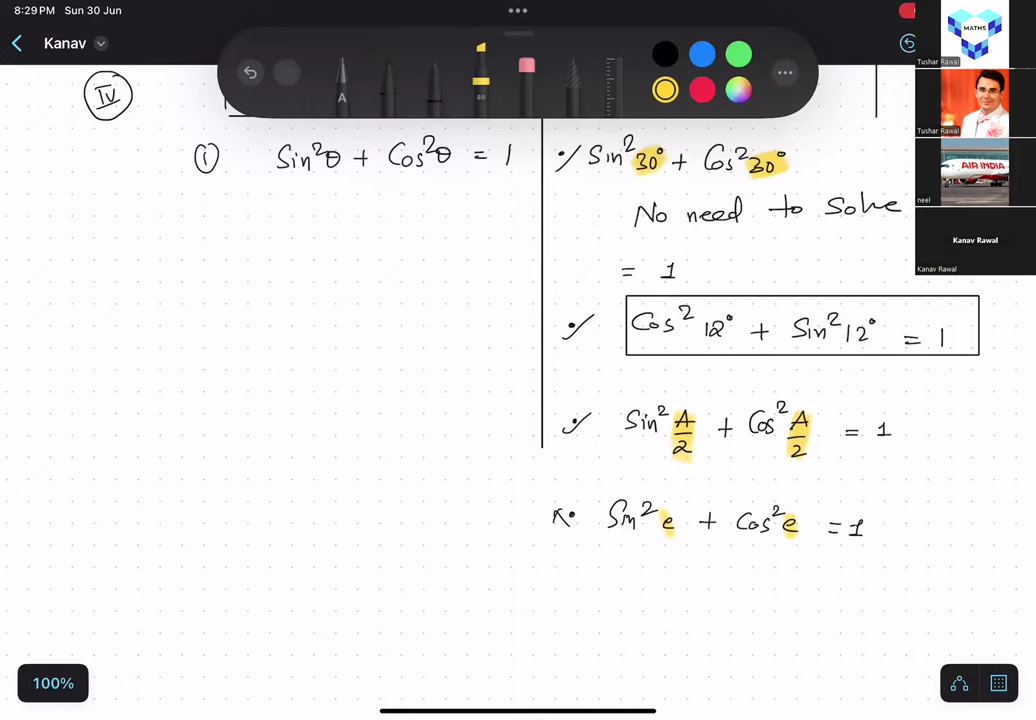 8:29 PM Sun 30 Jun
Kanav
A
80
MATHS
Tushar Rawal
Tushar Rawal
AIR INDIA
neel
Kanav Rawal
Kanav Rawal
IV
① Sin²θ + Cos²θ = 1
Sin² 30° + Cos² 30°
No need to Solve
= 1
Cos² 12° + Sin² 12° = 1
Sin² A/2 + Cos² A/2 = 1
Sin² e + Cos² e = 1
100%